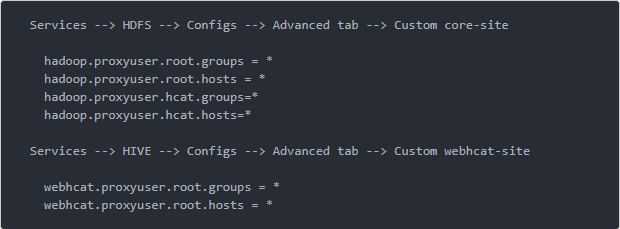 Services --> HDFS --> Configs --> Advanced tab --> Custom core-site
hadoop.proxyuser.root.groups = *
hadoop.proxyuser.root.hosts = *
hadoop.proxyuser.hcat.groups=*
hadoop.proxyuser.hcat.hosts=*
Services --> HIVE --> Configs --> Advanced tab --> Custom webhcat-site
webhcat.proxyuser.root.groups = *
webhcat.proxyuser.root.hosts = *